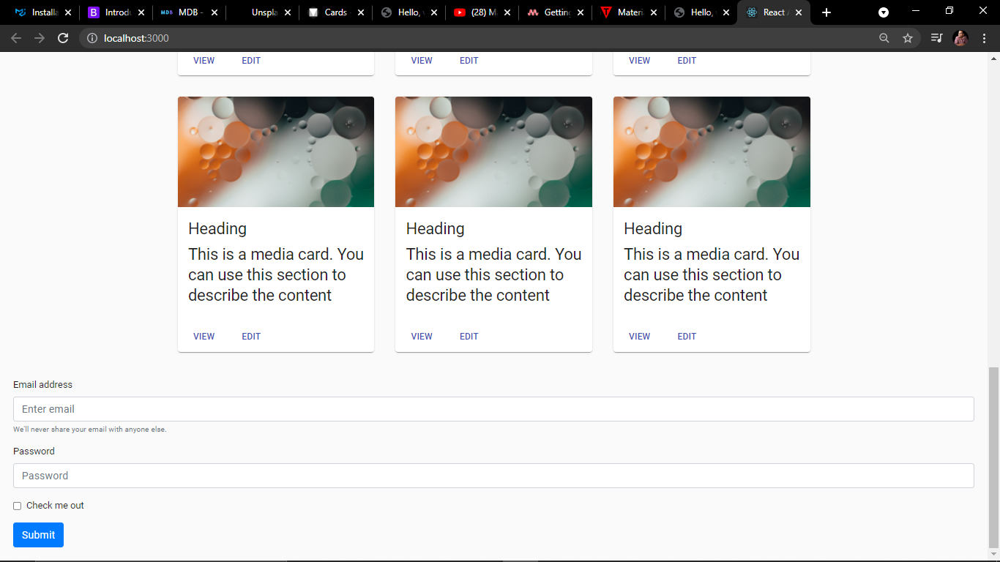 Installa
Introdu
MDB MDB -
Unspla
Cards
Hello,
(28) M
Getting
Materia
Hello,
React
localhost:3000
VIEW EDIT VIEW EDIT VIEW EDIT
Heading
This is a media card. You
can use this section to
describe the content
VIEW EDIT
Heading
This is a media card. You
can use this section to
describe the content
VIEW EDIT
Heading
This is a media card. You
can use this section to
describe the content
VIEW EDIT
Email address
Enter email
We'll never share your email with anyone else.
Password
Password
Check me out
Submit